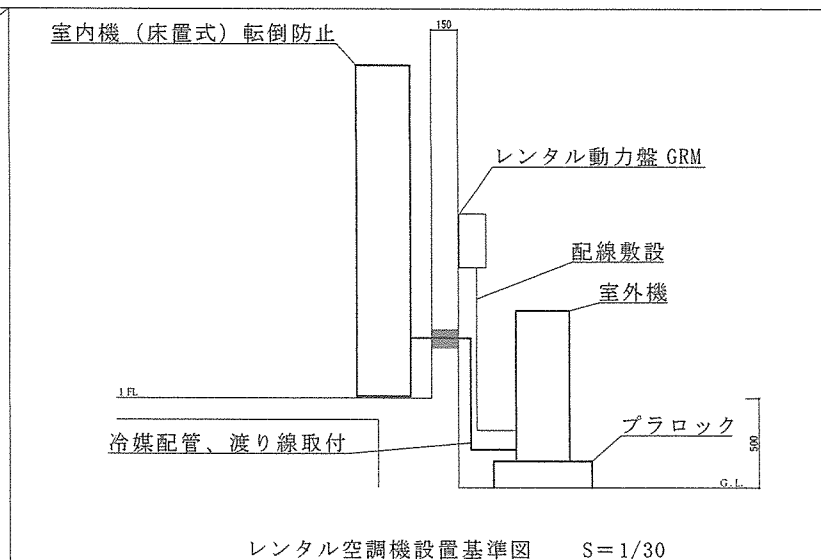 150
室内機（床置式）転倒防止
レンタル動力盤 GRM
配線敷設
室外機
1FL
冷媒配管、渡り線取付
プラロック
500
G.L.
レンタル空調機設置基準図 S=1/30